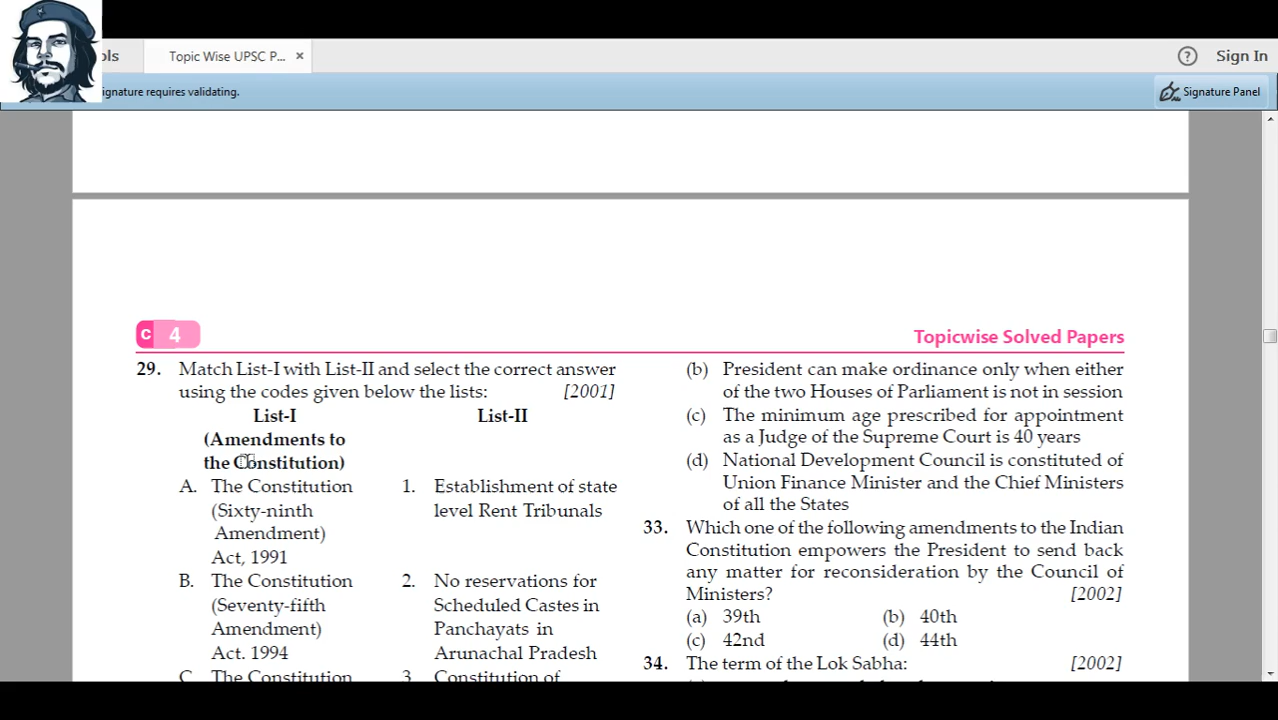 ols
Topic Wise UPSC P... ×
? Sign In
ignature requires validating.
Signature Panel
C 4
Topicwise Solved Papers
29. Match List-I with List-II and select the correct answer
using the codes given below the lists: [2001]
List-I List-II
(Amendments to
the Constitution)
A. The Constitution 1. Establishment of state
(Sixty-ninth level Rent Tribunals
Amendment)
Act, 1991
B. The Constitution 2. No reservations for
(Seventy-fifth Scheduled Castes in
Amendment) Panchayats in
Act. 1994 Arunachal Pradesh
C. The Constitution 3. Constitution of
(b) President can make ordinance only when either
of the two Houses of Parliament is not in session
(c) The minimum age prescribed for appointment
as a Judge of the Supreme Court is 40 years
(d) National Development Council is constituted of
Union Finance Minister and the Chief Ministers
of all the States
33. Which one of the following amendments to the Indian
Constitution empowers the President to send back
any matter for reconsideration by the Council of
Ministers? [2002]
(a) 39th (b) 40th
(c) 42nd (d) 44th
34. The term of the Lok Sabha: [2002]